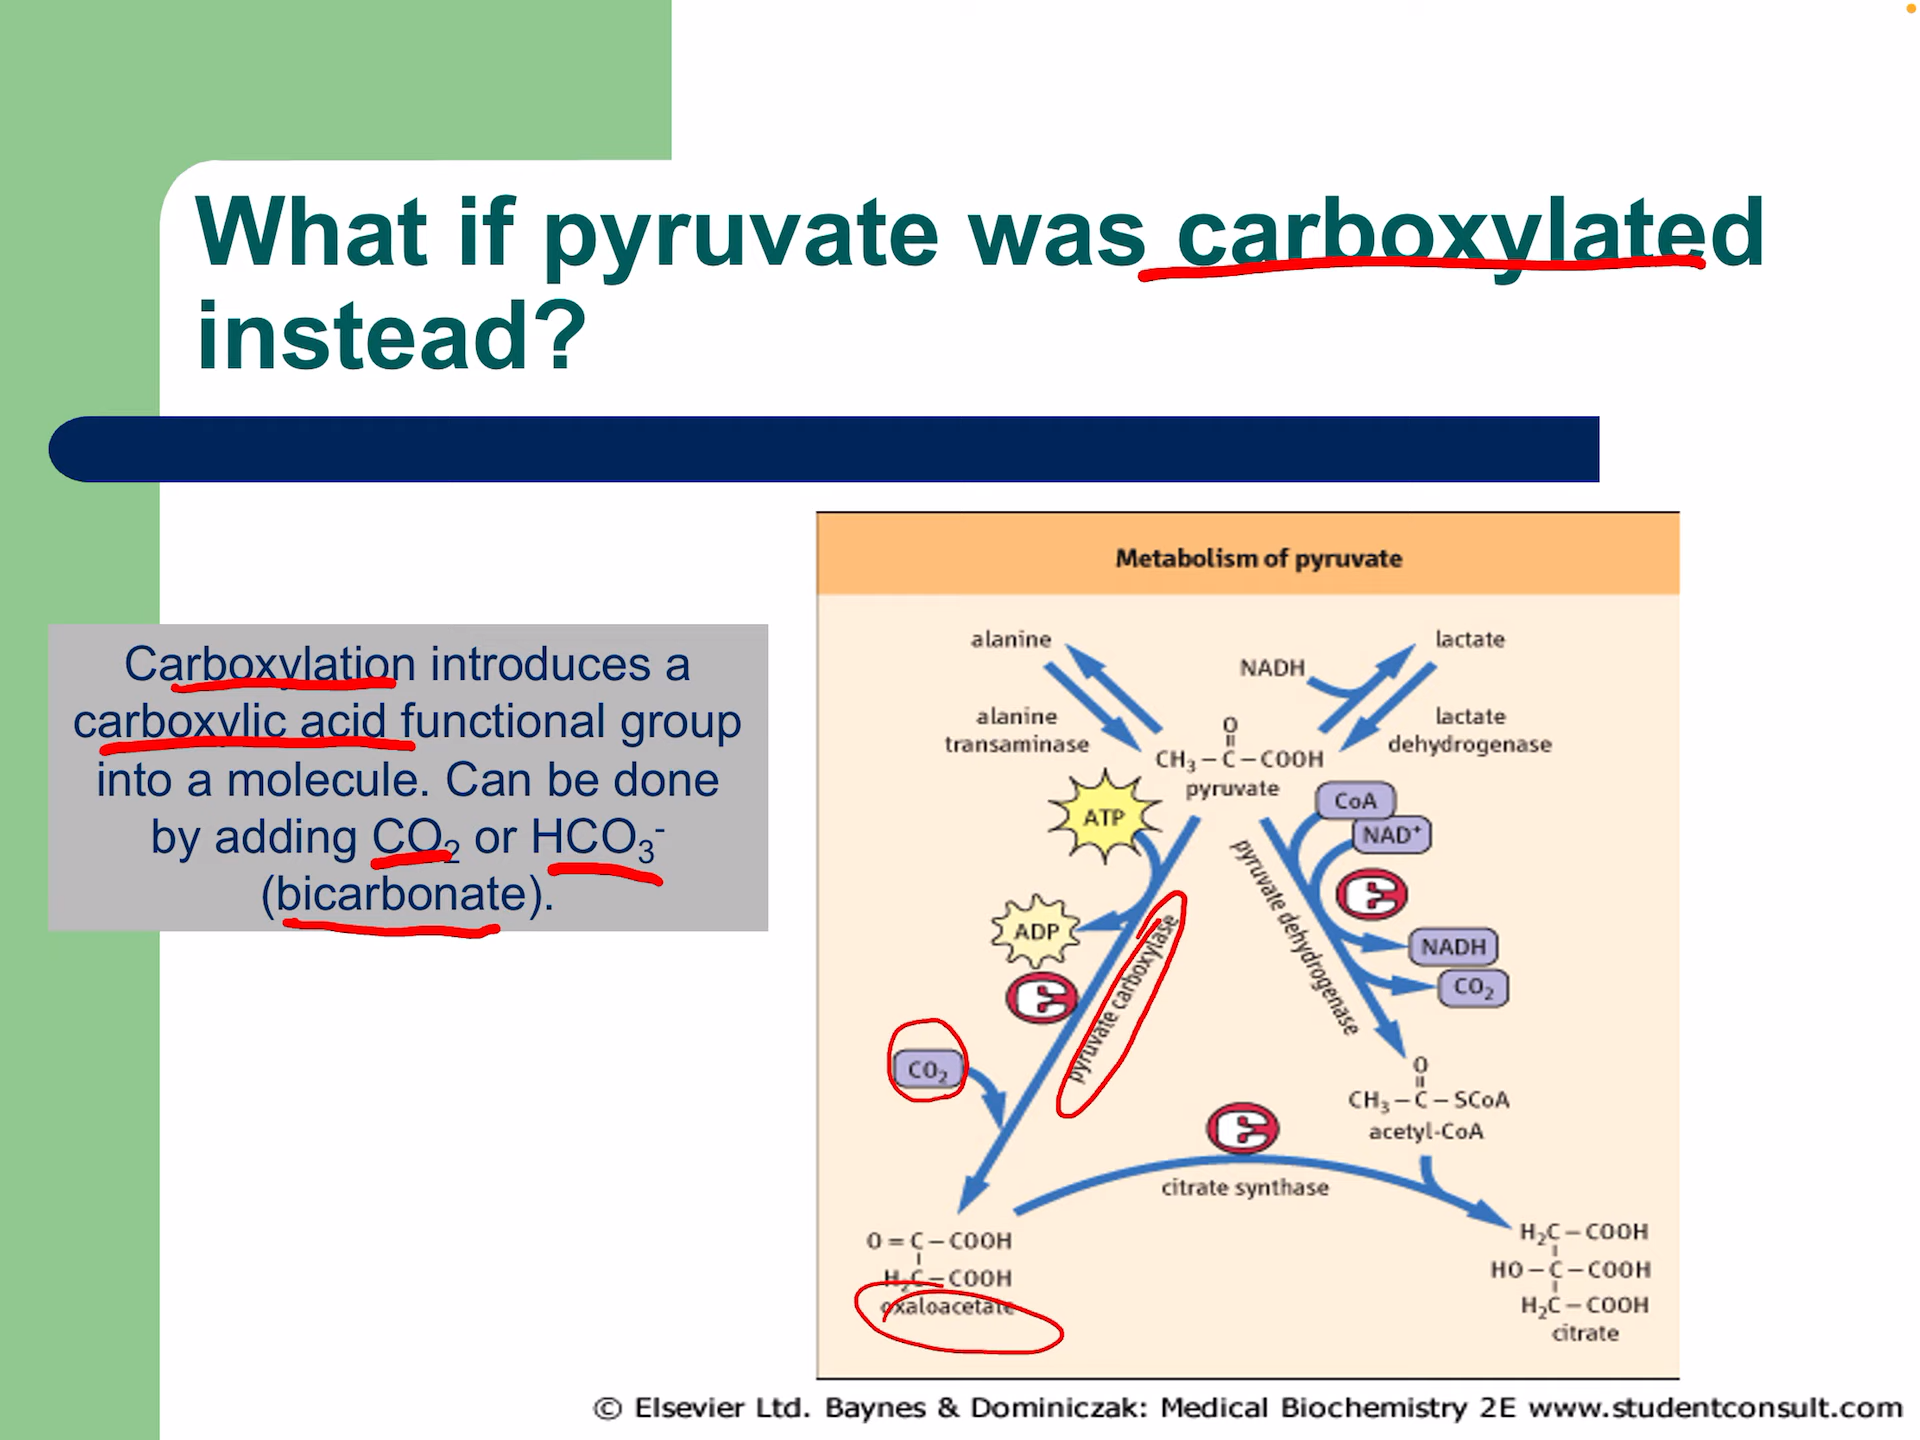 What if pyruvate was carboxylated
instead?
Carboxylation introduces a
carboxylic acid functional group
into a molecule. Can be done
by adding CO₂ or HCO₃⁻
(bicarbonate).
Metabolism of pyruvate
alanine
lactate
NADH
alanine
transaminase
lactate
dehydrogenase
O
CH₃–C–COOH
pyruvate
ATP
CoA
NAD⁺
ADP
pyruvate carboxylase
pyruvate dehydrogenase
NADH
CO₂
CO₂
O
CH₃–C–SCoA
acetyl-CoA
citrate synthase
O=C–COOH
H₂C–COOH
oxaloacetate
H₂C–COOH
HO–C–COOH
H₂C–COOH
citrate
© Elsevier Ltd. Baynes & Dominiczak: Medical Biochemistry 2E www.studentconsult.com